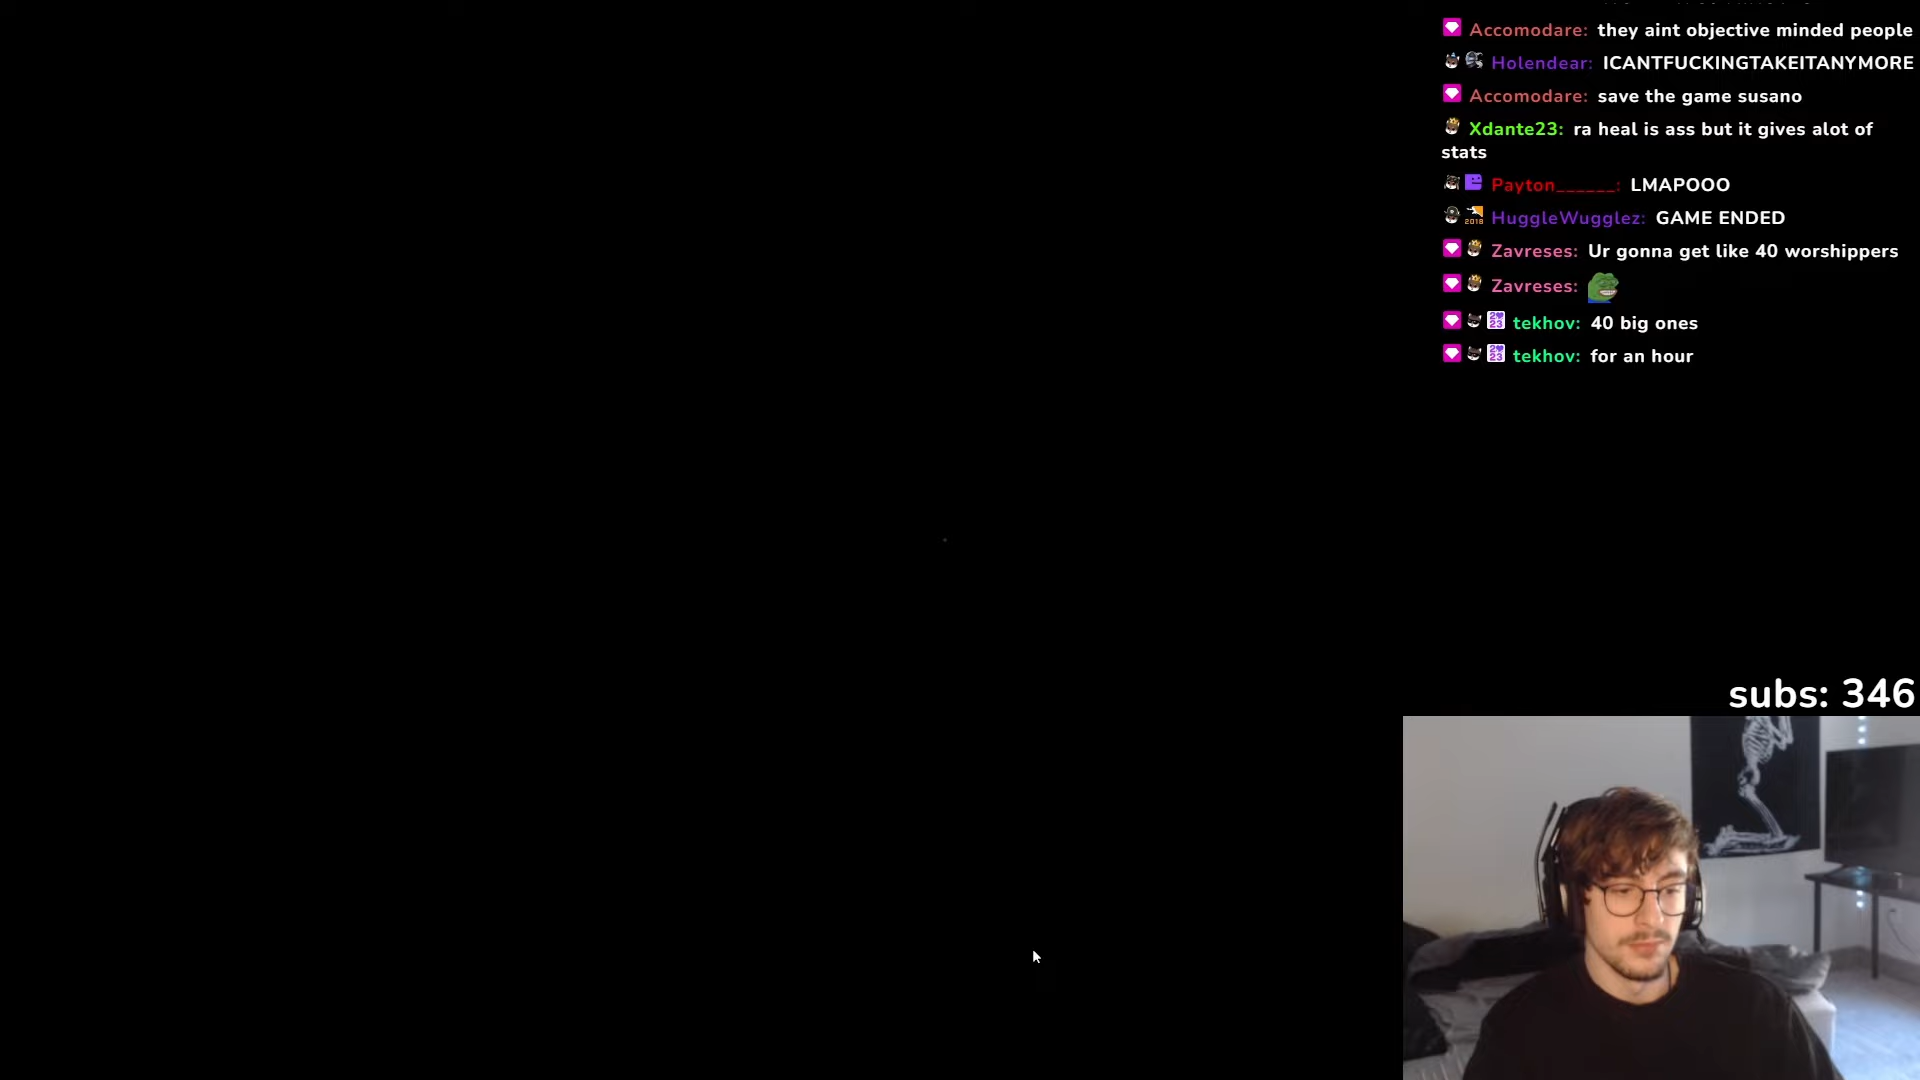 Accomodare: they aint objective minded people
Holendear: ICANTFUCKINGTAKEITANYMORE
Accomodare: save the game susano
Xdante23: ra heal is ass but it gives alot of
stats
Payton______: LMAPOOO
2018 HuggleWugglez: GAME ENDED
Zavreses: Ur gonna get like 40 worshippers
Zavreses:
tekhov: 40 big ones
tekhov: for an hour
subs: 346